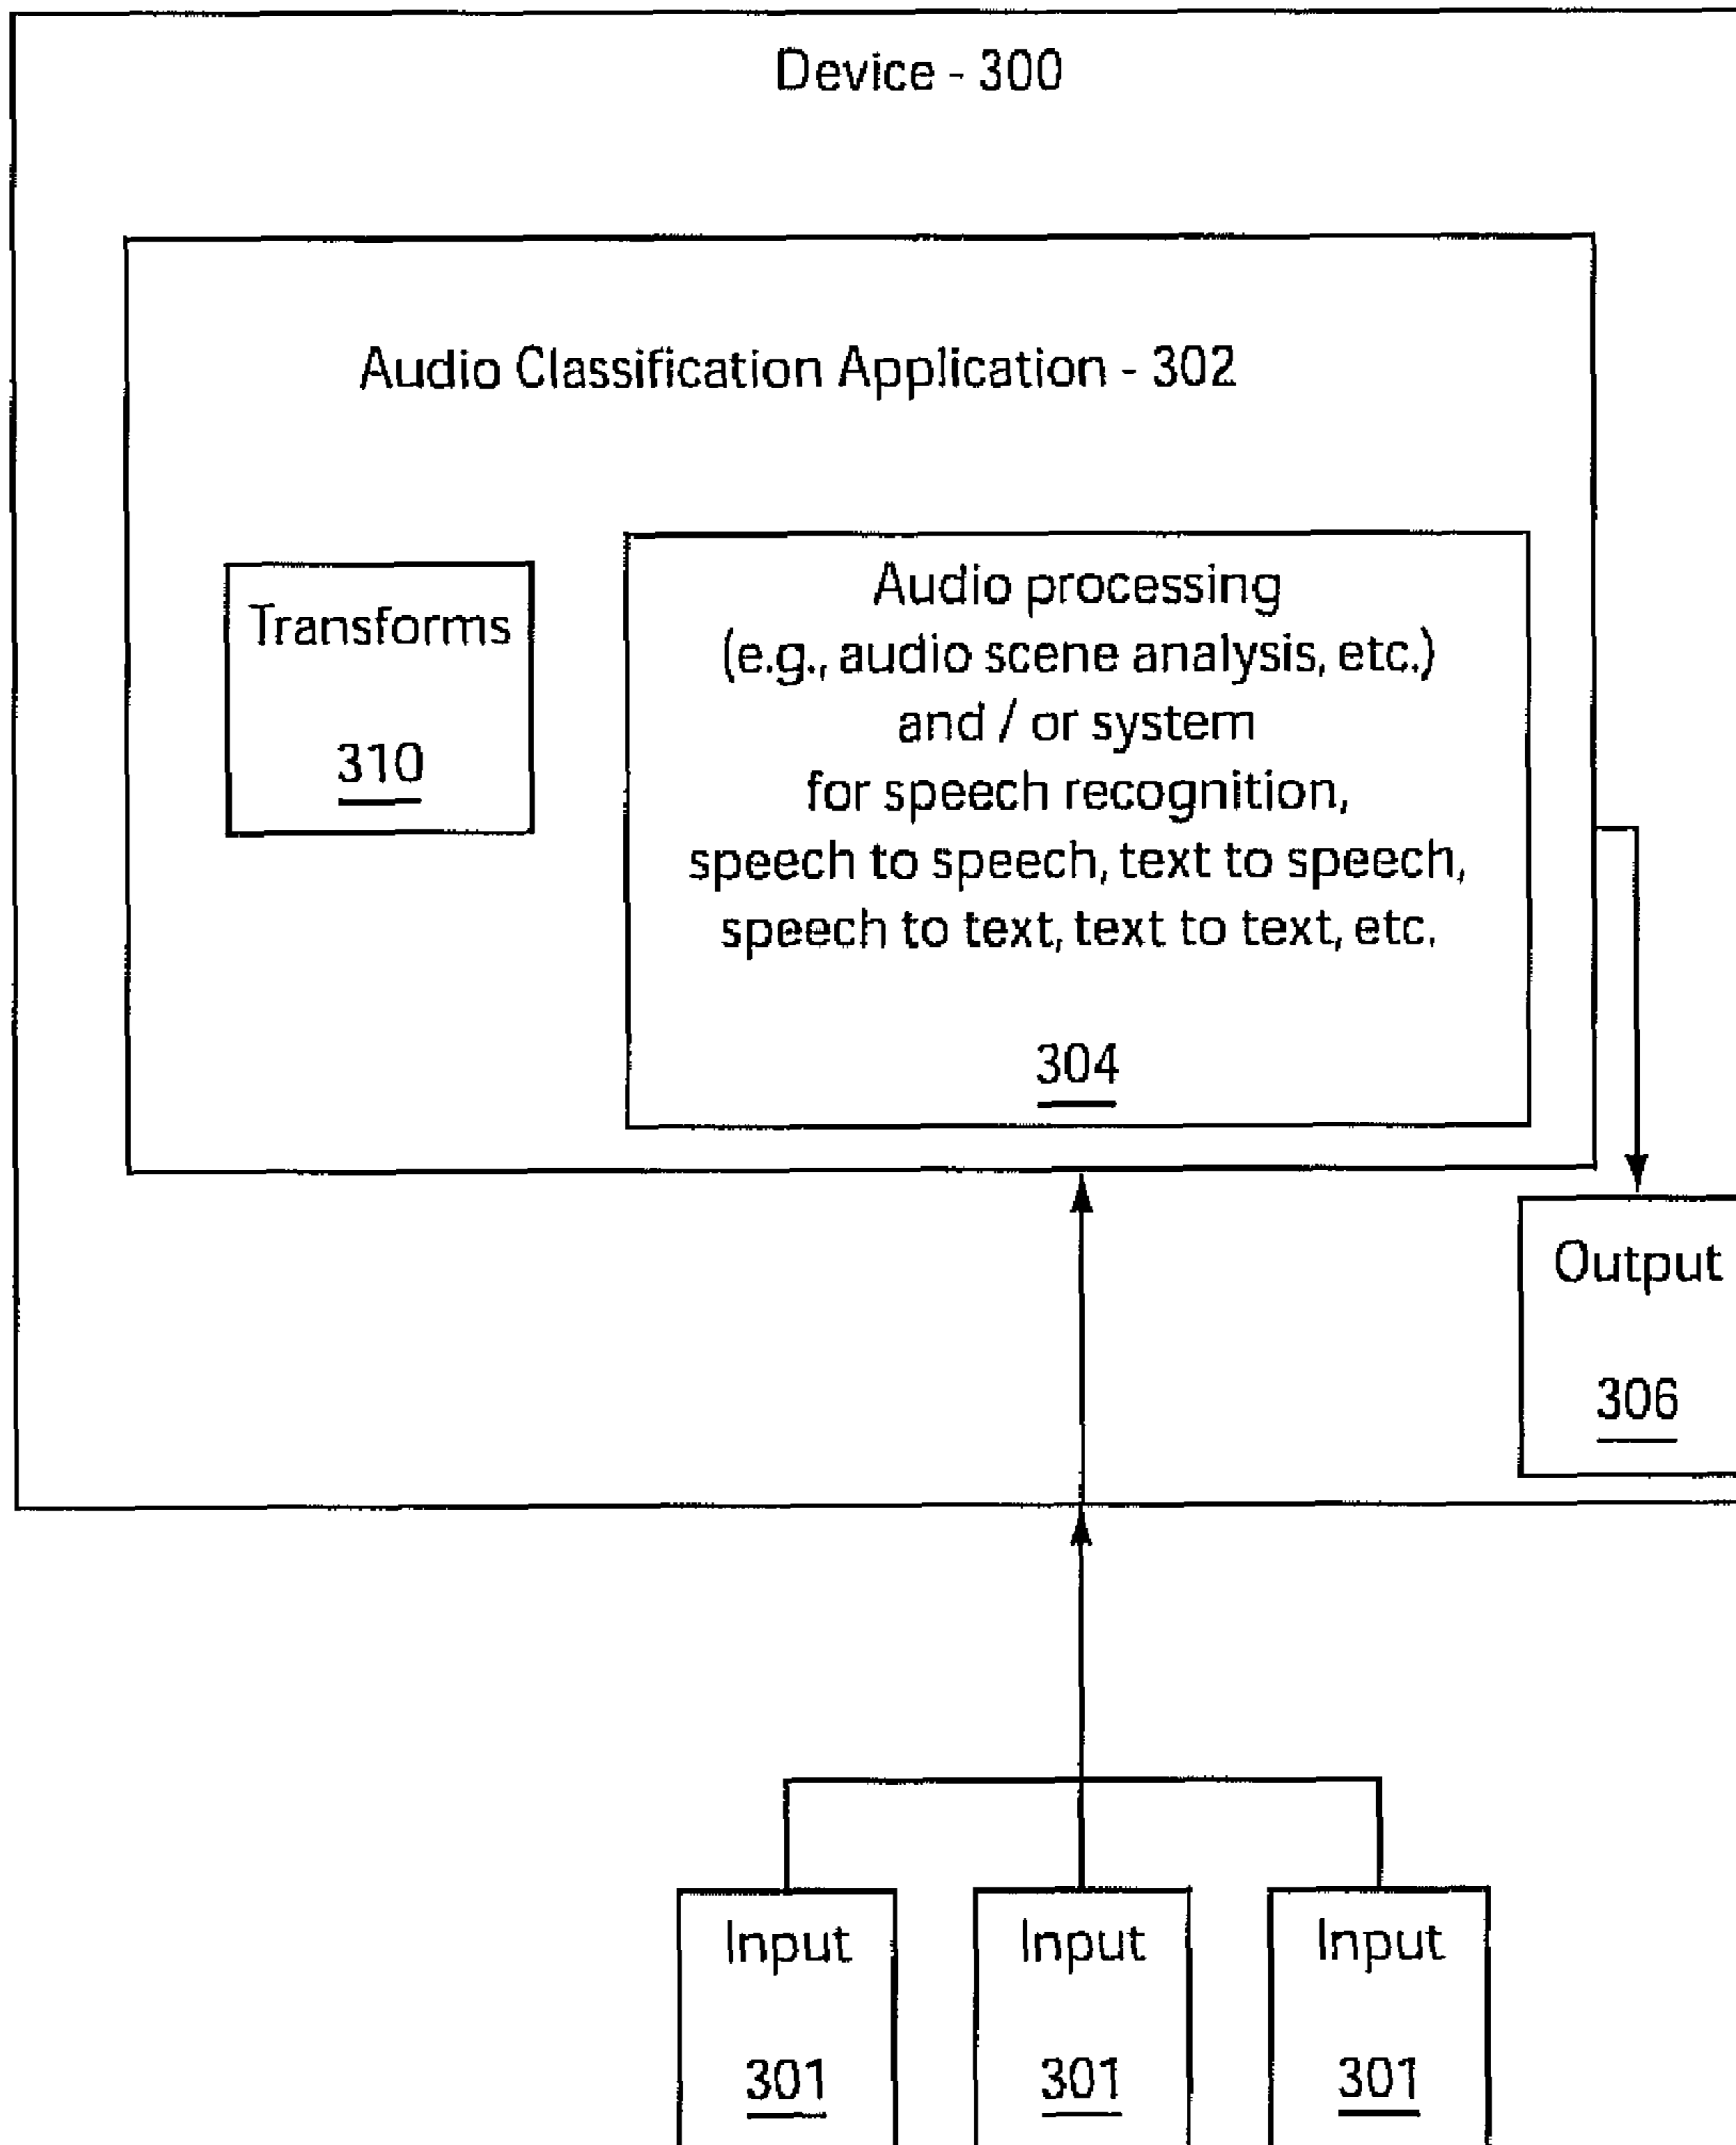 Device - 300
Audio Classification Application - 302
Transforms
310
Audio processing
(e.g., audio scene analysis, etc.)
and / or system
for speech recognition,
speech to speech, text to speech,
speech to text, text to text, etc.
304
Output
306
Input
301
Input
301
Input
301